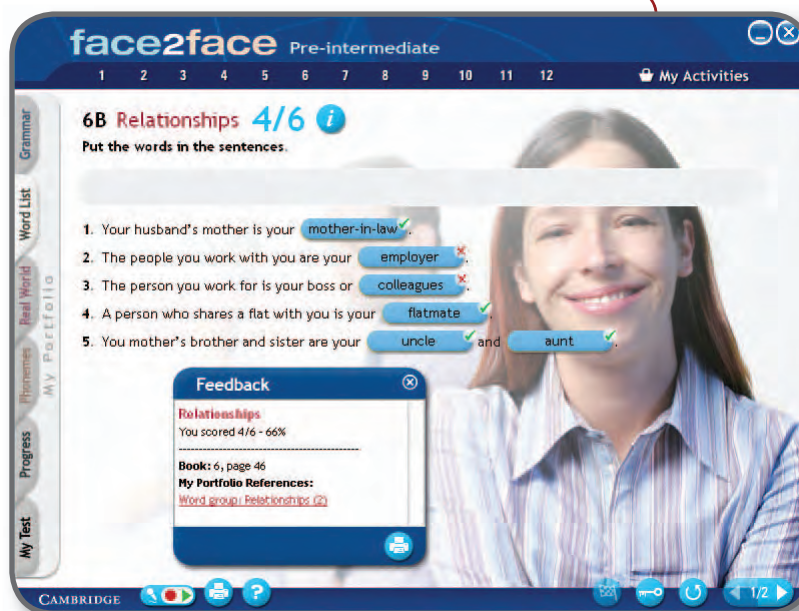 face2face Pre-intermediate
1 2 3 4 5 6 7 8 9 10 11 12 My Activities
Grammar
Word List
Real World
Phonemes
Progress
My Test
My Portfolio
6B Relationships 4/6 i
Put the words in the sentences.
1. Your husband's mother is your mother-in-law.
2. The people you work with you are your employer.
3. The person you work for is your boss or colleagues.
4. A person who shares a flat with you is your flatmate.
5. You mother's brother and sister are your uncle and aunt.
Feedback
Relationships
You scored 4/6 - 66%
Book: 6, page 46
My Portfolio References:
Word group: Relationships (2)
CAMBRIDGE ? 1/2